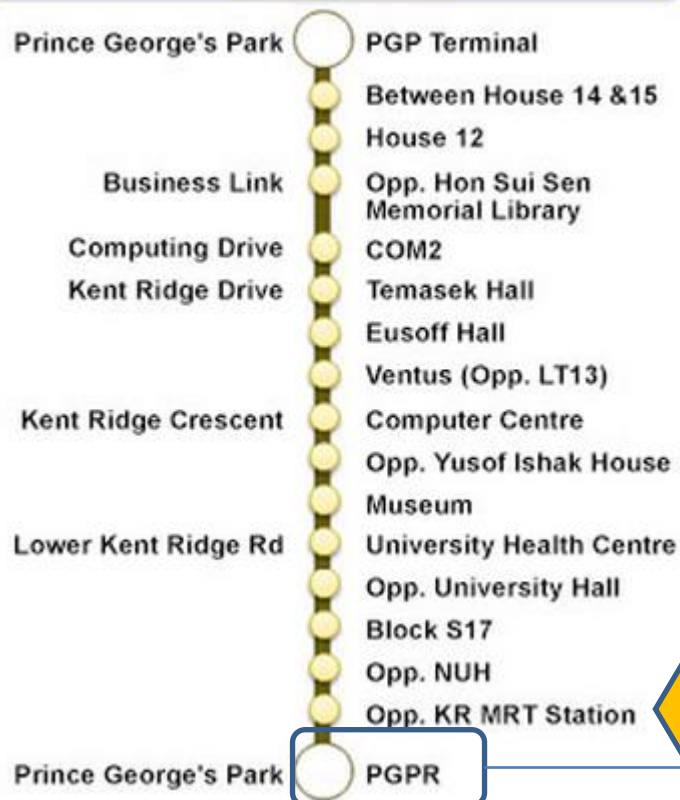 Prince George's Park PGP Terminal
Between House 14 &15
House 12
Business Link Opp. Hon Sui Sen
Memorial Library
Computing Drive COM2
Kent Ridge Drive Temasek Hall
Eusoff Hall
Ventus (Opp. LT13)
Kent Ridge Crescent Computer Centre
Opp. Yusof Ishak House
Museum
Lower Kent Ridge Rd University Health Centre
Opp. University Hall
Block S17
Opp. NUH
Opp. KR MRT Station
Prince George's Park PGPR